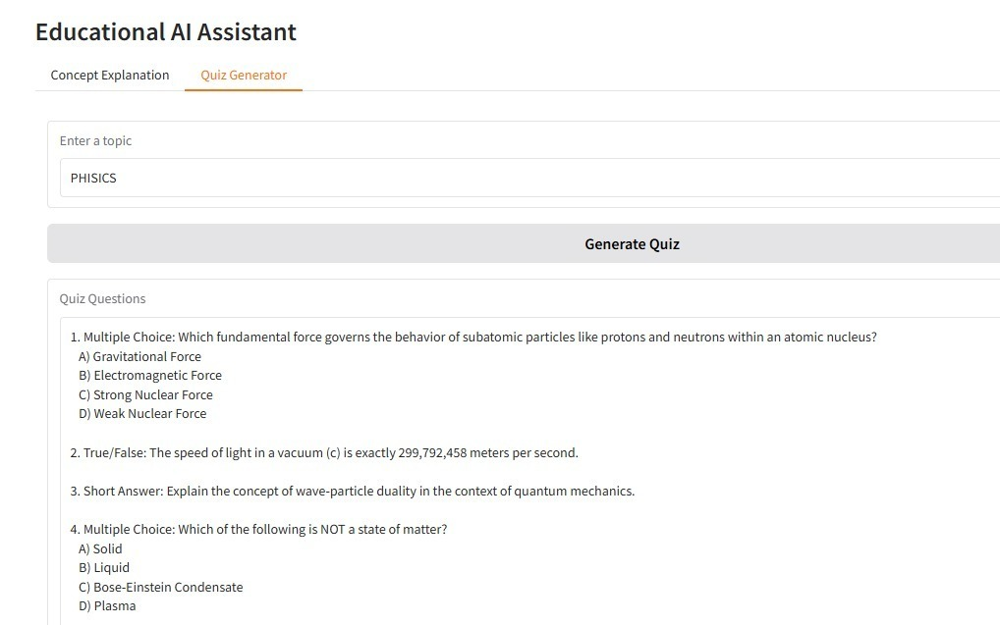 Educational AI Assistant
Concept Explanation
Quiz Generator
Enter a topic
PHISICS
Generate Quiz
Quiz Questions
1. Multiple Choice: Which fundamental force governs the behavior of subatomic particles like protons and neutrons within an atomic nucleus?
A) Gravitational Force
B) Electromagnetic Force
C) Strong Nuclear Force
D) Weak Nuclear Force
2. True/False: The speed of light in a vacuum (c) is exactly 299,792,458 meters per second.
3. Short Answer: Explain the concept of wave-particle duality in the context of quantum mechanics.
4. Multiple Choice: Which of the following is NOT a state of matter?
A) Solid
B) Liquid
C) Bose-Einstein Condensate
D) Plasma